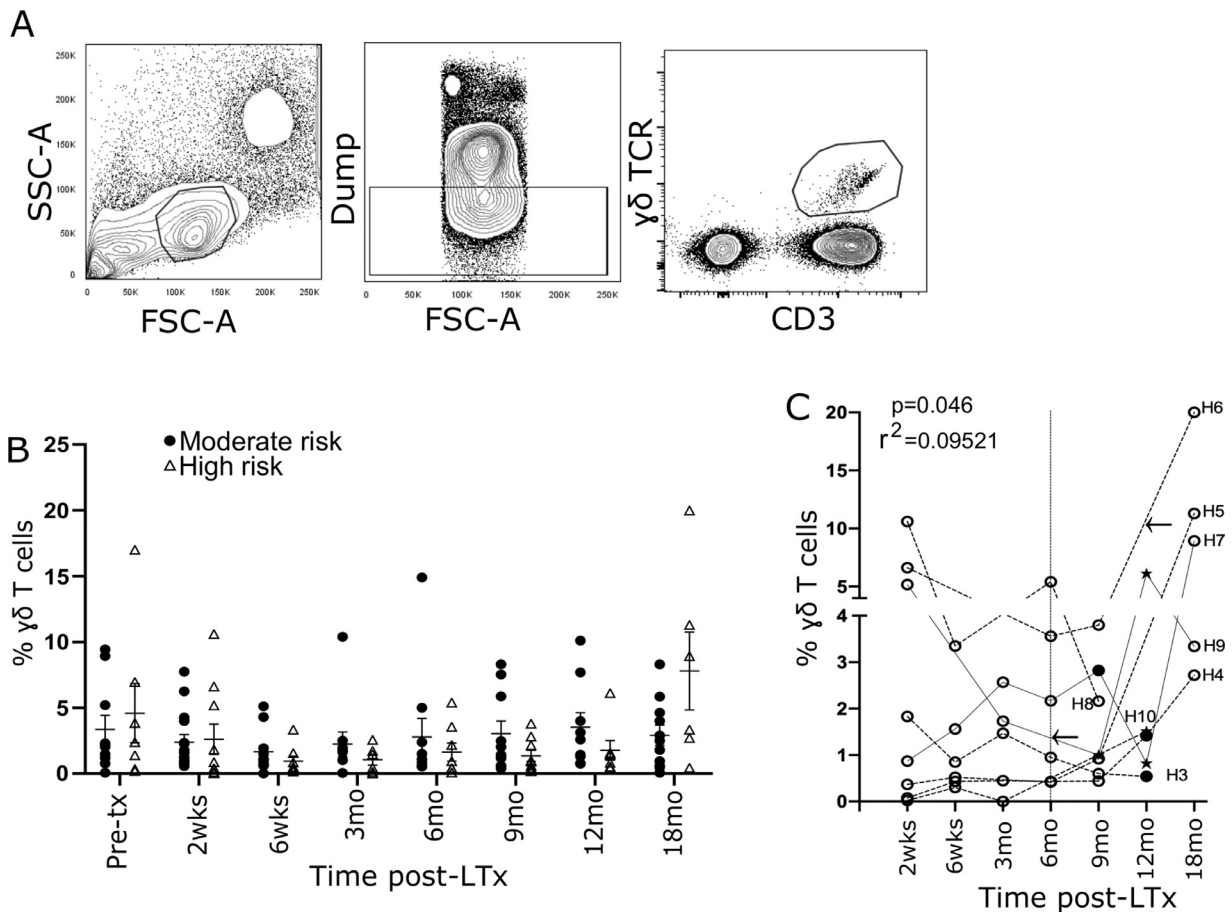 A
SSC-A
250K
200K
150K
100K
50K
0
0 50K 100K 150K 200K 250K
FSC-A
Dump
0 50K 100K 150K 200K 250K
FSC-A
γδ TCR
CD3
B
Moderate risk
High risk
% γδ T cells
25
20
15
10
5
0
Pre-tx 2wks 6wks 3mo 6mo 9mo 12mo 18mo
Time post-LTx
C
p=0.046
r²=0.09521
% γδ T cells
20
15
10
5
4
3
2
1
0
H6
H5
H7
H9
H4
H8
H10
H3
2wks 6wks 3mo 6mo 9mo 12mo 18mo
Time post-LTx